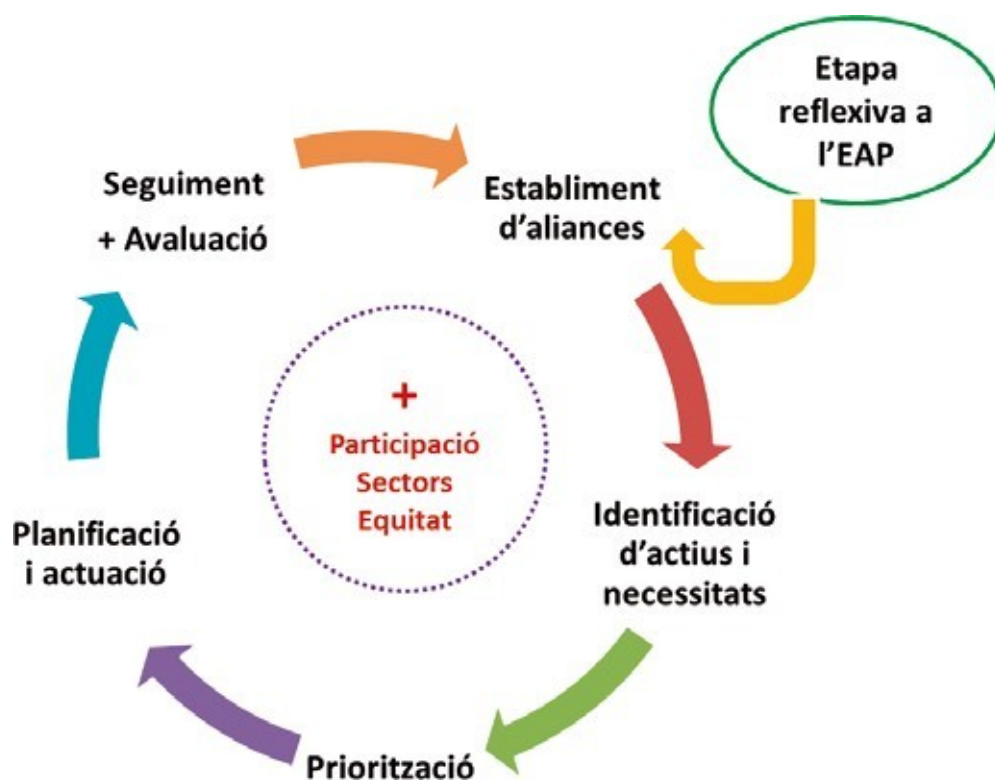 Etapa
reflexiva a
l'EAP
Seguiment
+ Avaluació
Establiment
d'aliances
+
Participació
Sectors
Equitat
Identificació
d'actius i
necessitats
Planificació
i actuació
Priorització